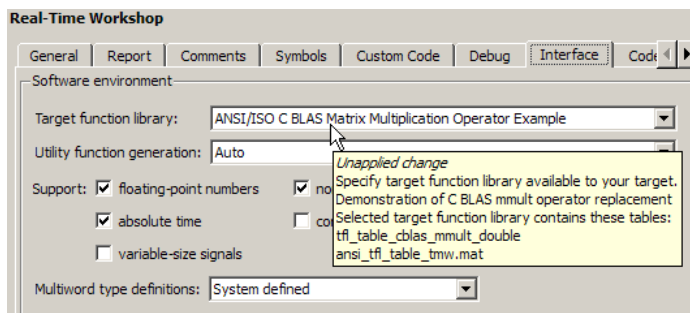 Real-Time Workshop
General Report Comments Symbols Custom Code Debug Interface Code
Software environment
Target function library: ANSI/ISO C BLAS Matrix Multiplication Operator Example
Utility function generation: Auto
Unapplied change
Specify target function library available to your target.
Demonstration of C BLAS mmult operator replacement
Selected target function library contains these tables:
tfl_table_cblas_mmult_double
ansi_tfl_table_tmw.mat
Support: floating-point numbers
absolute time
variable-size signals
Multiword type definitions: System defined